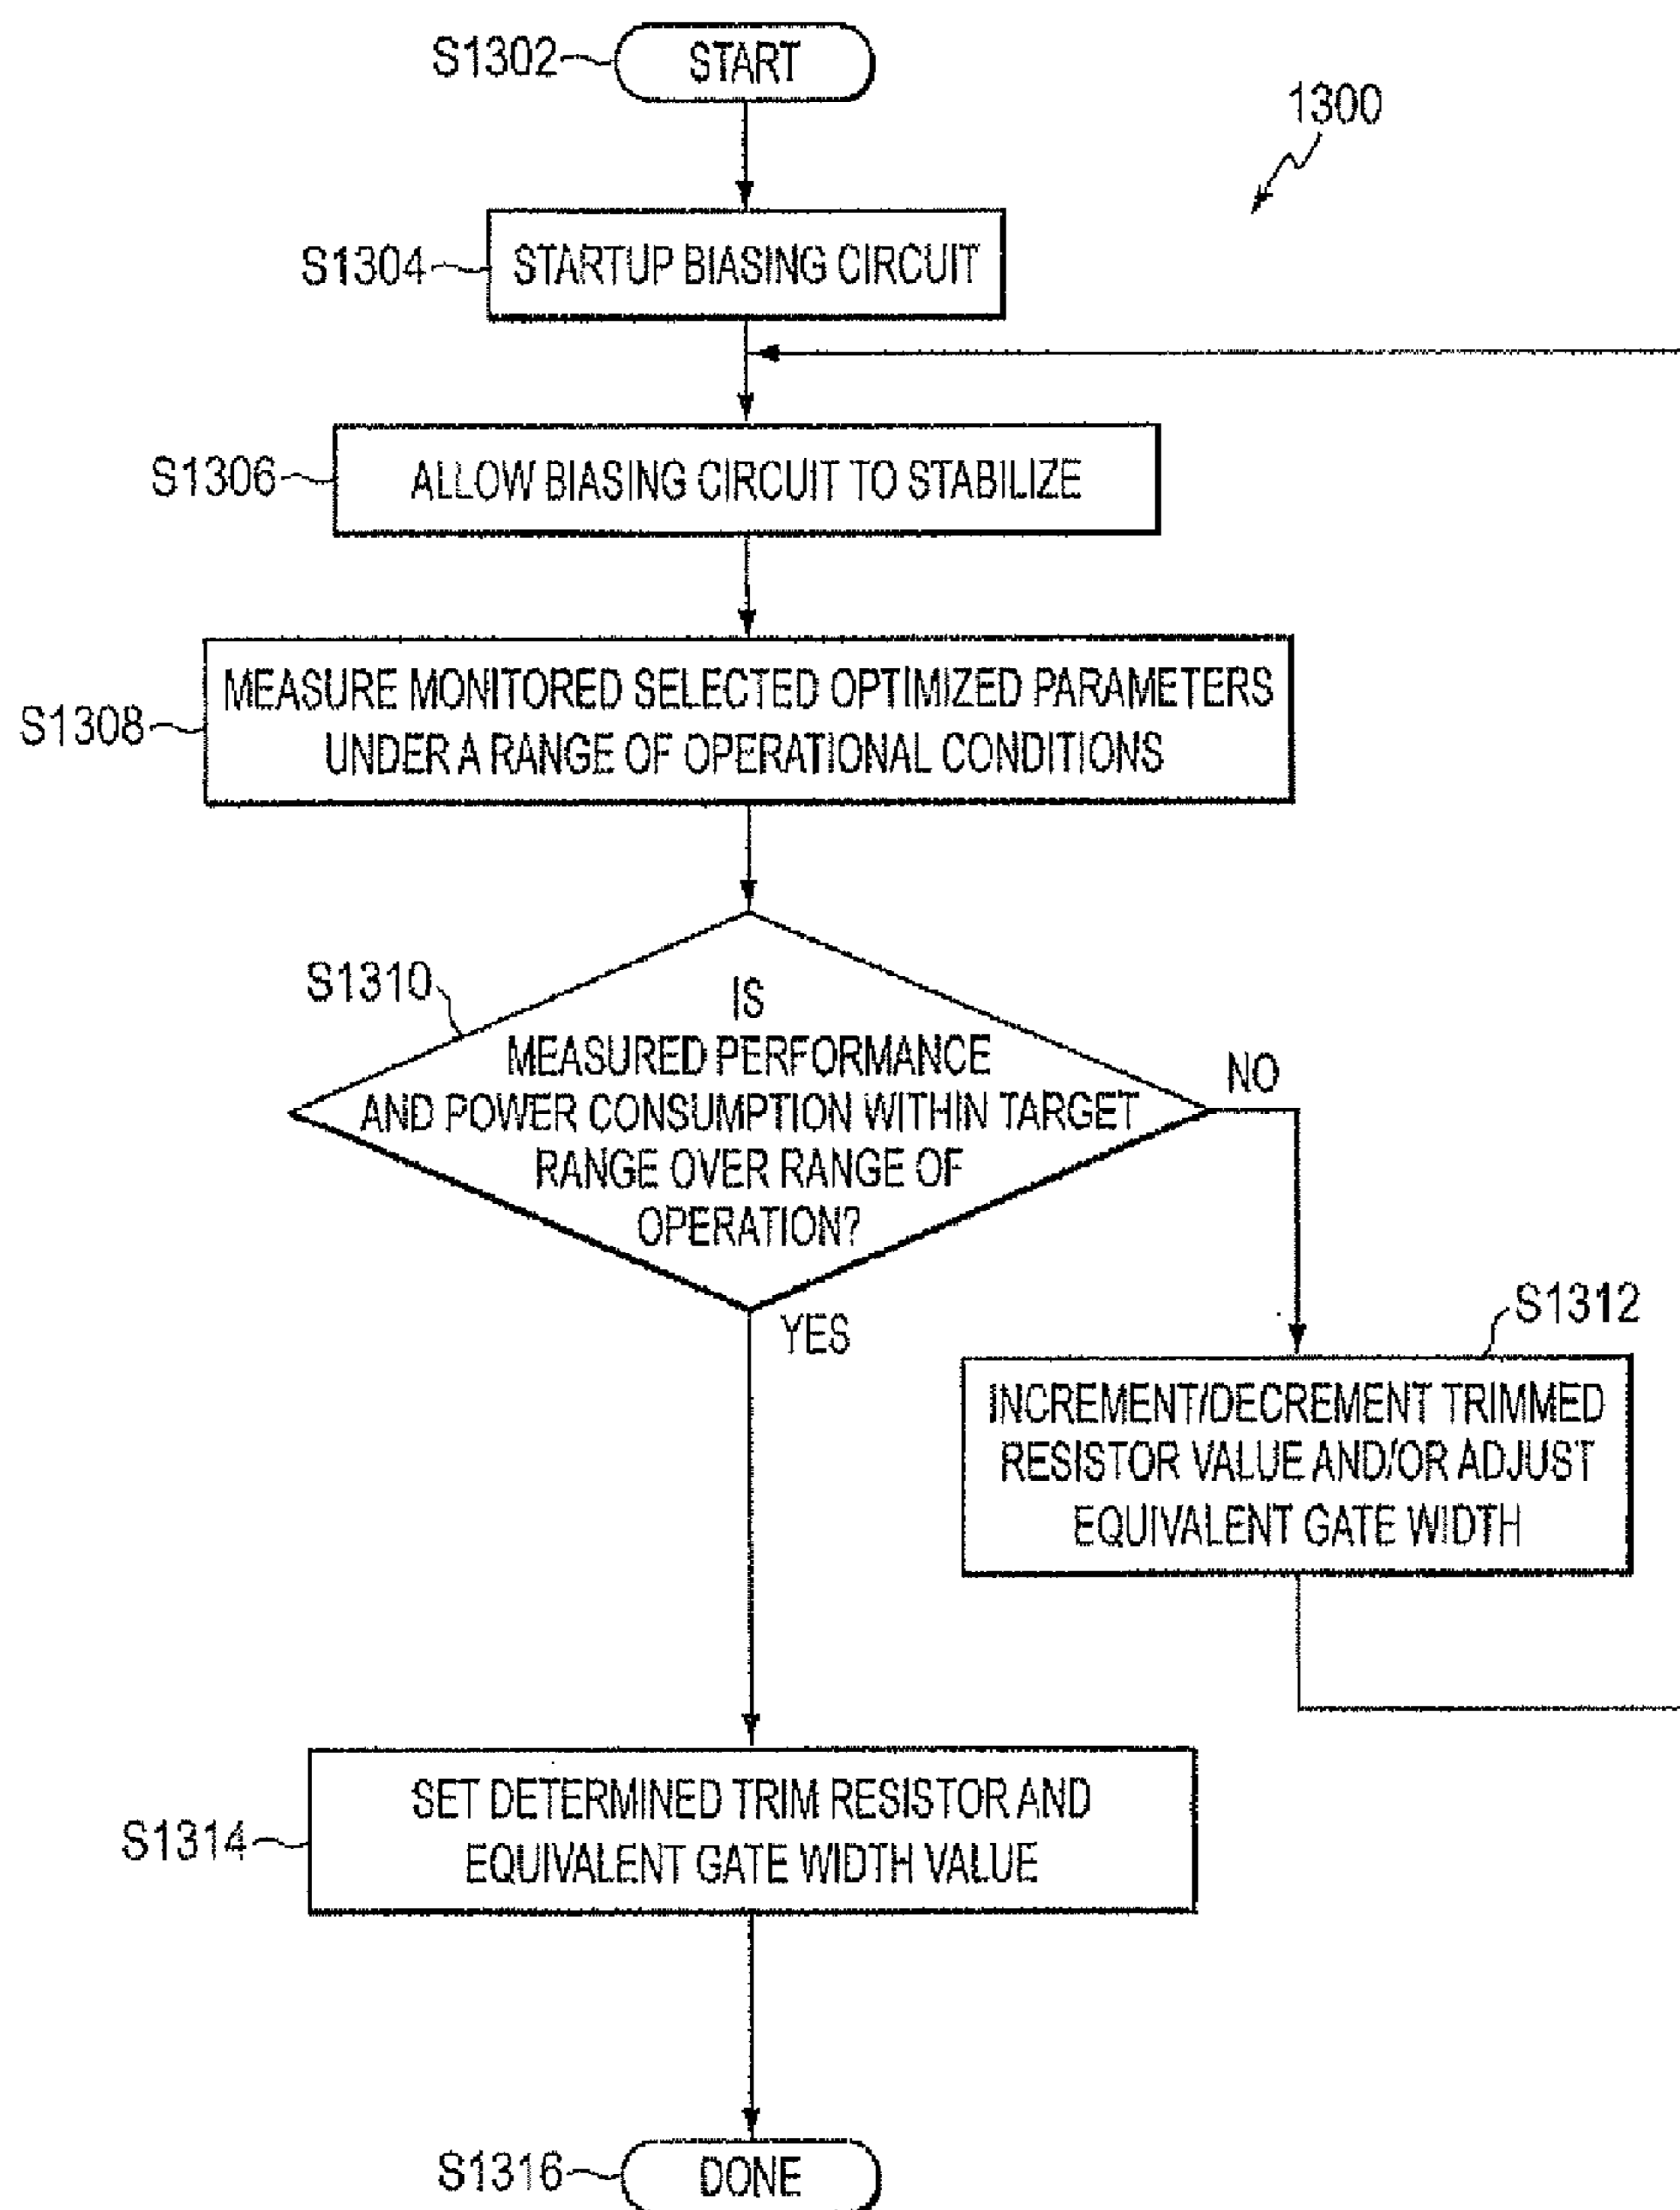 S1302
START
1300
S1304
STARTUP BIASING CIRCUIT
S1306
ALLOW BIASING CIRCUIT TO STABILIZE
S1308
MEASURE MONITORED SELECTED OPTIMIZED PARAMETERS
UNDER A RANGE OF OPERATIONAL CONDITIONS
S1310
IS
MEASURED PERFORMANCE
AND POWER CONSUMPTION WITHIN TARGET
RANGE OVER RANGE OF
OPERATION?
NO
YES
S1312
INCREMENT/DECREMENT TRIMMED
RESISTOR VALUE AND/OR ADJUST
EQUIVALENT GATE WIDTH
S1314
SET DETERMINED TRIM RESISTOR AND
EQUIVALENT GATE WIDTH VALUE
S1316
DONE